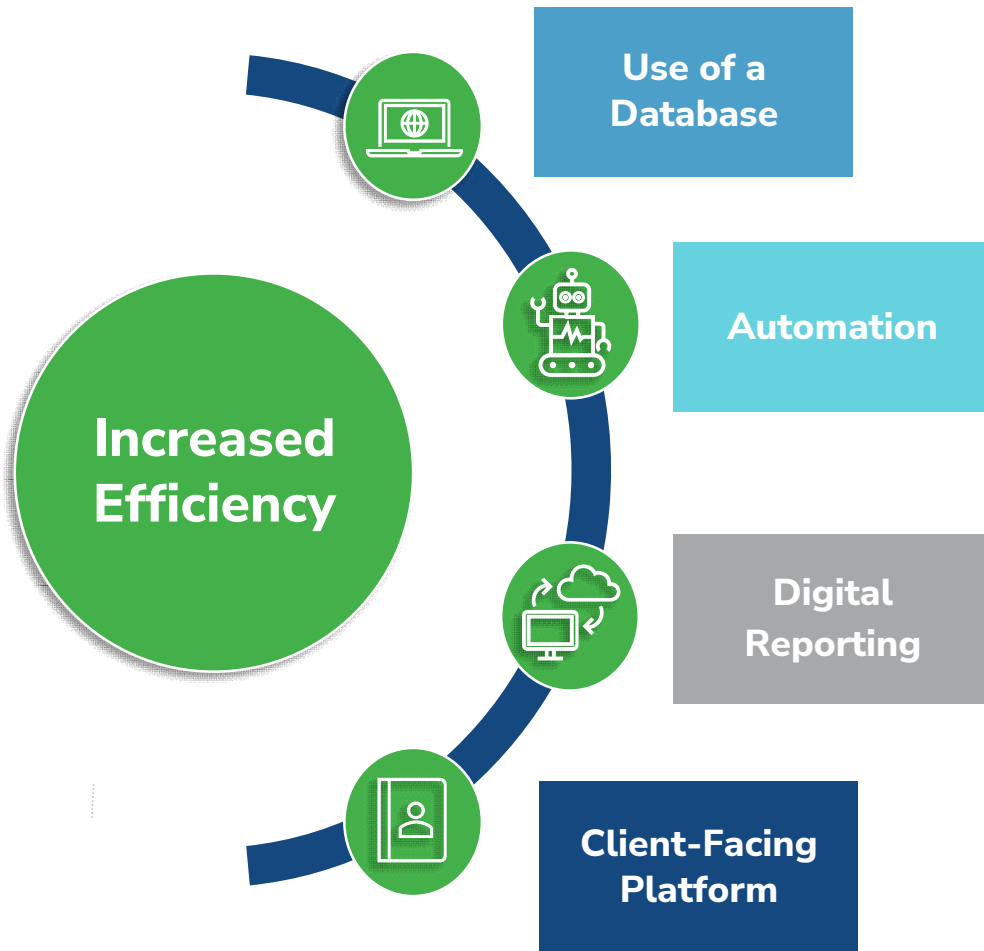 Use of a
Database
Automation
Increased
Efficiency
Digital
Reporting
Client-Facing
Platform